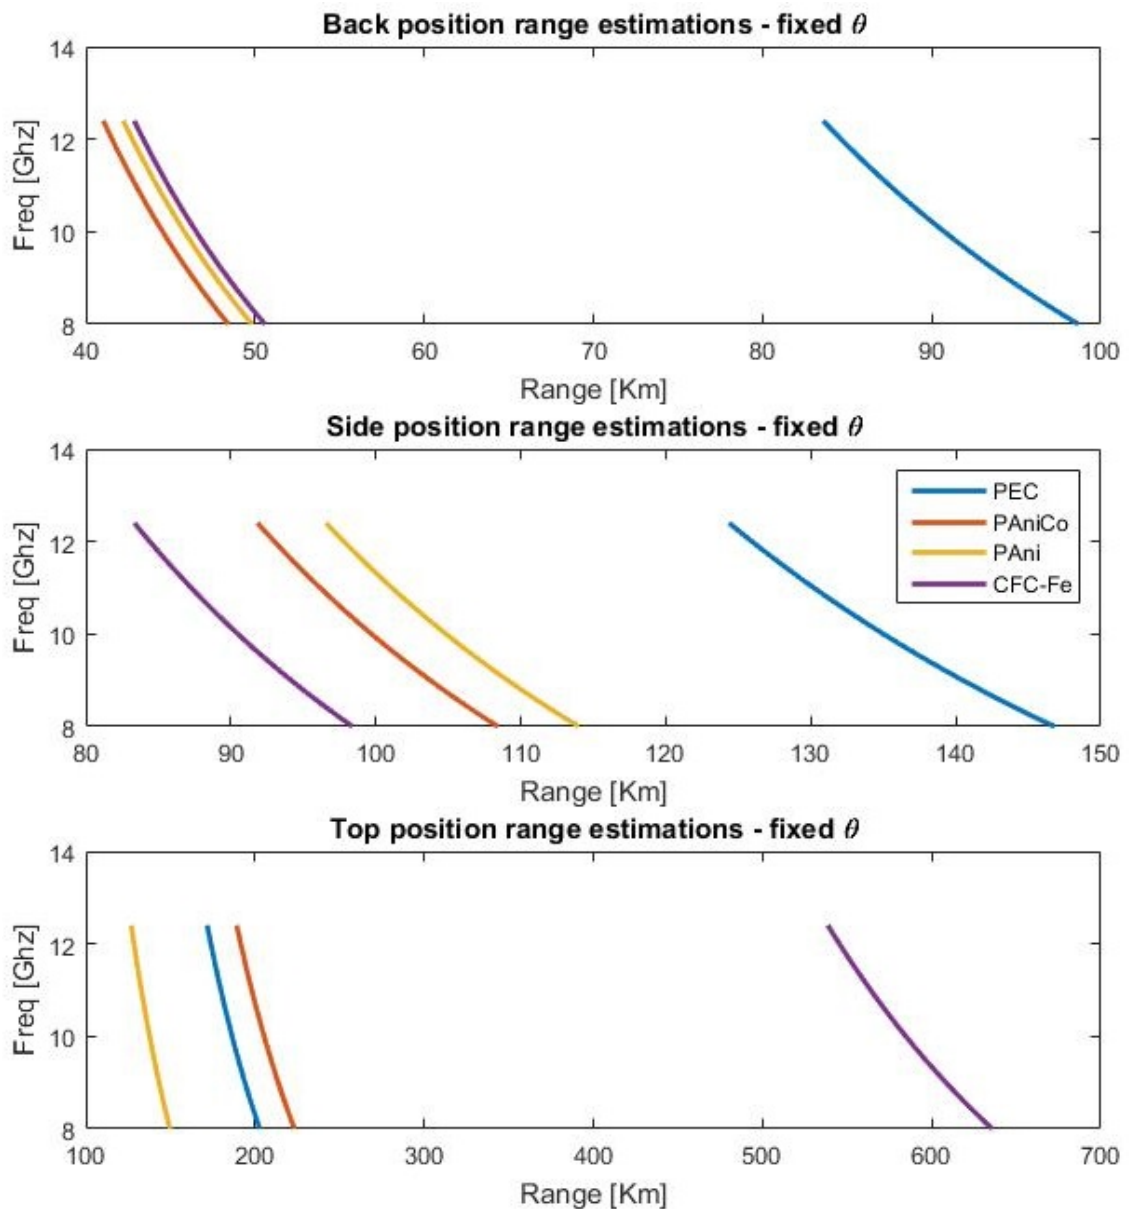 Back position range estimations - fixed θ
14
12
10
8
Freq [Ghz]
40 50 60 70 80 90 100
Range [Km]
Side position range estimations - fixed θ
14
12
10
8
Freq [Ghz]
PEC
PAniCo
PAni
CFC-Fe
80 90 100 110 120 130 140 150
Range [Km]
Top position range estimations - fixed θ
14
12
10
8
Freq [Ghz]
100 200 300 400 500 600 700
Range [Km]